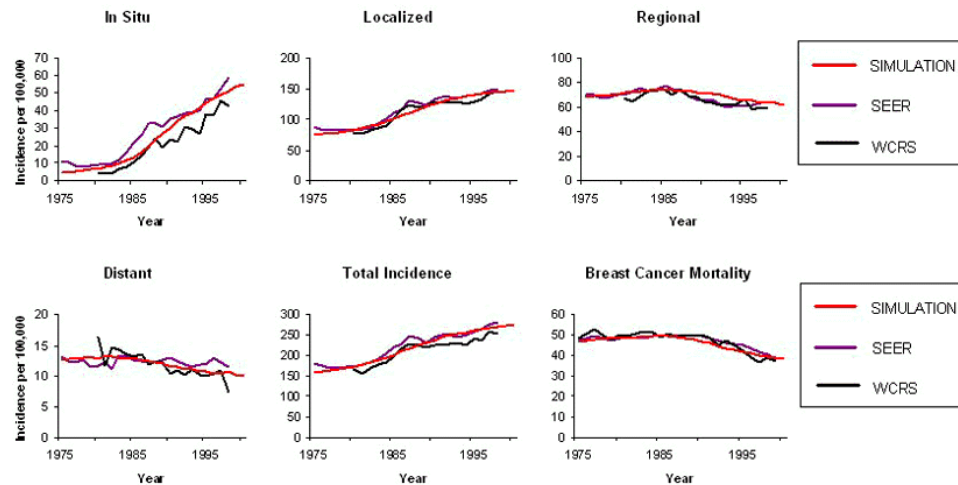 In Situ
Incidence per 100,000
70
60
50
40
30
20
10
0
1975 1985 1995
Year
Localized
200
150
100
50
0
1975 1985 1995
Year
Regional
100
80
60
40
20
0
1975 1985 1995
Year
SIMULATION
SEER
WCRS
Distant
Incidence per 100,000
20
15
10
5
0
1975 1985 1995
Year
Total Incidence
300
250
200
150
100
50
0
1975 1985 1995
Year
Breast Cancer Mortality
60
50
40
30
20
10
0
1975 1985 1995
Year
SIMULATION
SEER
WCRS